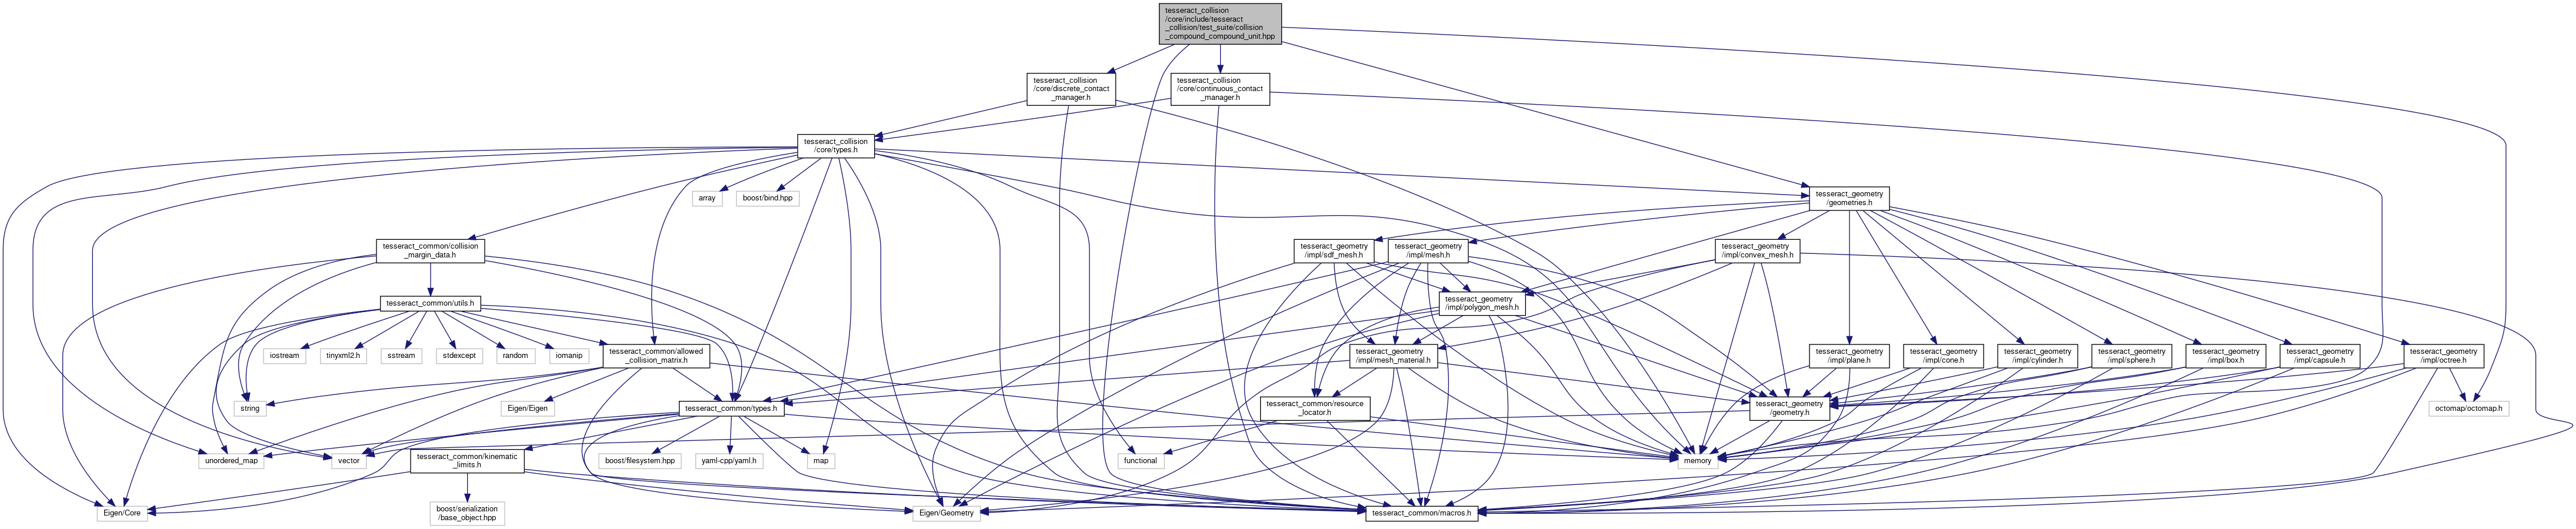 tesseract_collision
/core/include/tesseract
_collision/test_suite/collision
_compound_compound_unit.hpp
tesseract_collision
/core/discrete_contact
_manager.h
tesseract_collision
/core/continuous_contact
_manager.h
tesseract_collision
/core/types.h
array
boost/bind.hpp
tesseract_geometry
/geometries.h
tesseract_common/collision
_margin_data.h
tesseract_geometry
/impl/sdf_mesh.h
tesseract_geometry
/impl/mesh.h
tesseract_geometry
/impl/convex_mesh.h
tesseract_common/utils.h
tesseract_geometry
/impl/polygon_mesh.h
iostream
tinyxml2.h
sstream
stdexcept
random
iomanip
tesseract_common/allowed
_collision_matrix.h
tesseract_geometry
/impl/mesh_material.h
tesseract_geometry
/impl/plane.h
tesseract_geometry
/impl/cone.h
tesseract_geometry
/impl/cylinder.h
tesseract_geometry
/impl/sphere.h
tesseract_geometry
/impl/box.h
tesseract_geometry
/impl/capsule.h
tesseract_geometry
/impl/octree.h
string
Eigen/Eigen
tesseract_common/types.h
tesseract_common/resource
_locator.h
tesseract_geometry
/geometry.h
octomap/octomap.h
unordered_map
vector
tesseract_common/kinematic
_limits.h
boost/filesystem.hpp
yaml-cpp/yaml.h
map
functional
memory
Eigen/Core
boost/serialization
/base_object.hpp
Eigen/Geometry
tesseract_common/macros.h